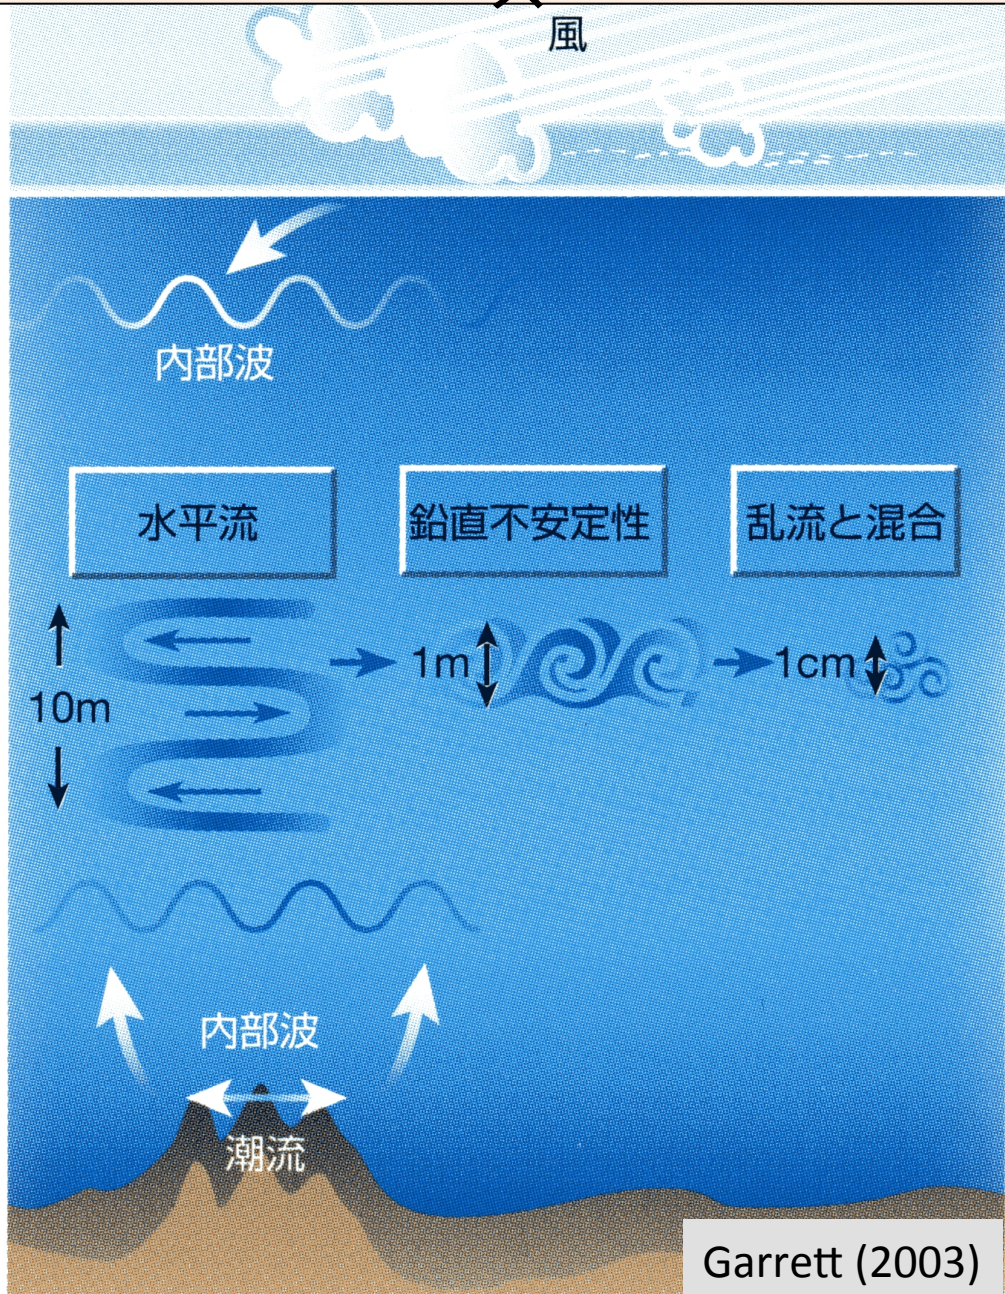 風
内部波
水平流
鉛直不安定性
乱流と混合
10m
1m
1cm
内部波
潮流
Garrett (2003)